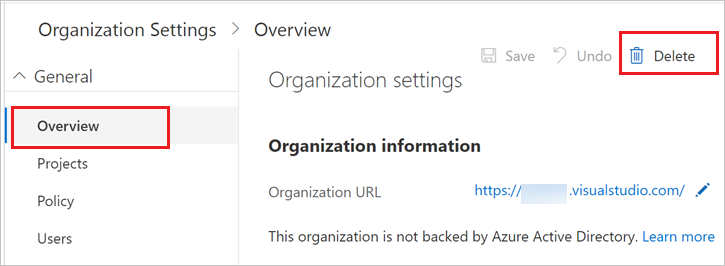 Organization Settings > Overview
Save Undo Delete
General
Organization settings
Overview
Organization information
Projects
Organization URL https:// .visualstudio.com/
Policy
Users
This organization is not backed by Azure Active Directory. Learn more